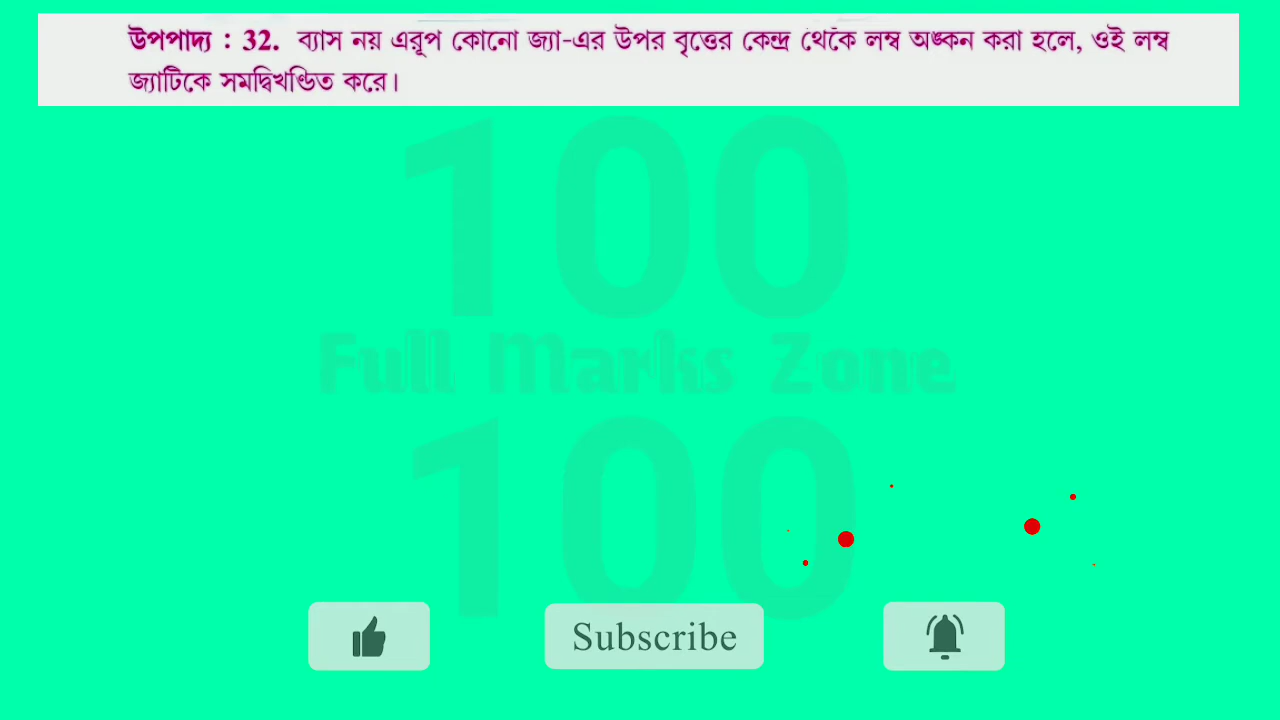 উপপাদ্য : 32. ব্যাস নয় এরূপ কোনো জ্যা-এর উপর বৃত্তের কেন্দ্র থেকে লম্ব অঙ্কন করা হলে, ওই লম্ব
জ্যাটিকে সমদ্বিখণ্ডিত করে।
100
Full Marks Zone
100
Subscribe